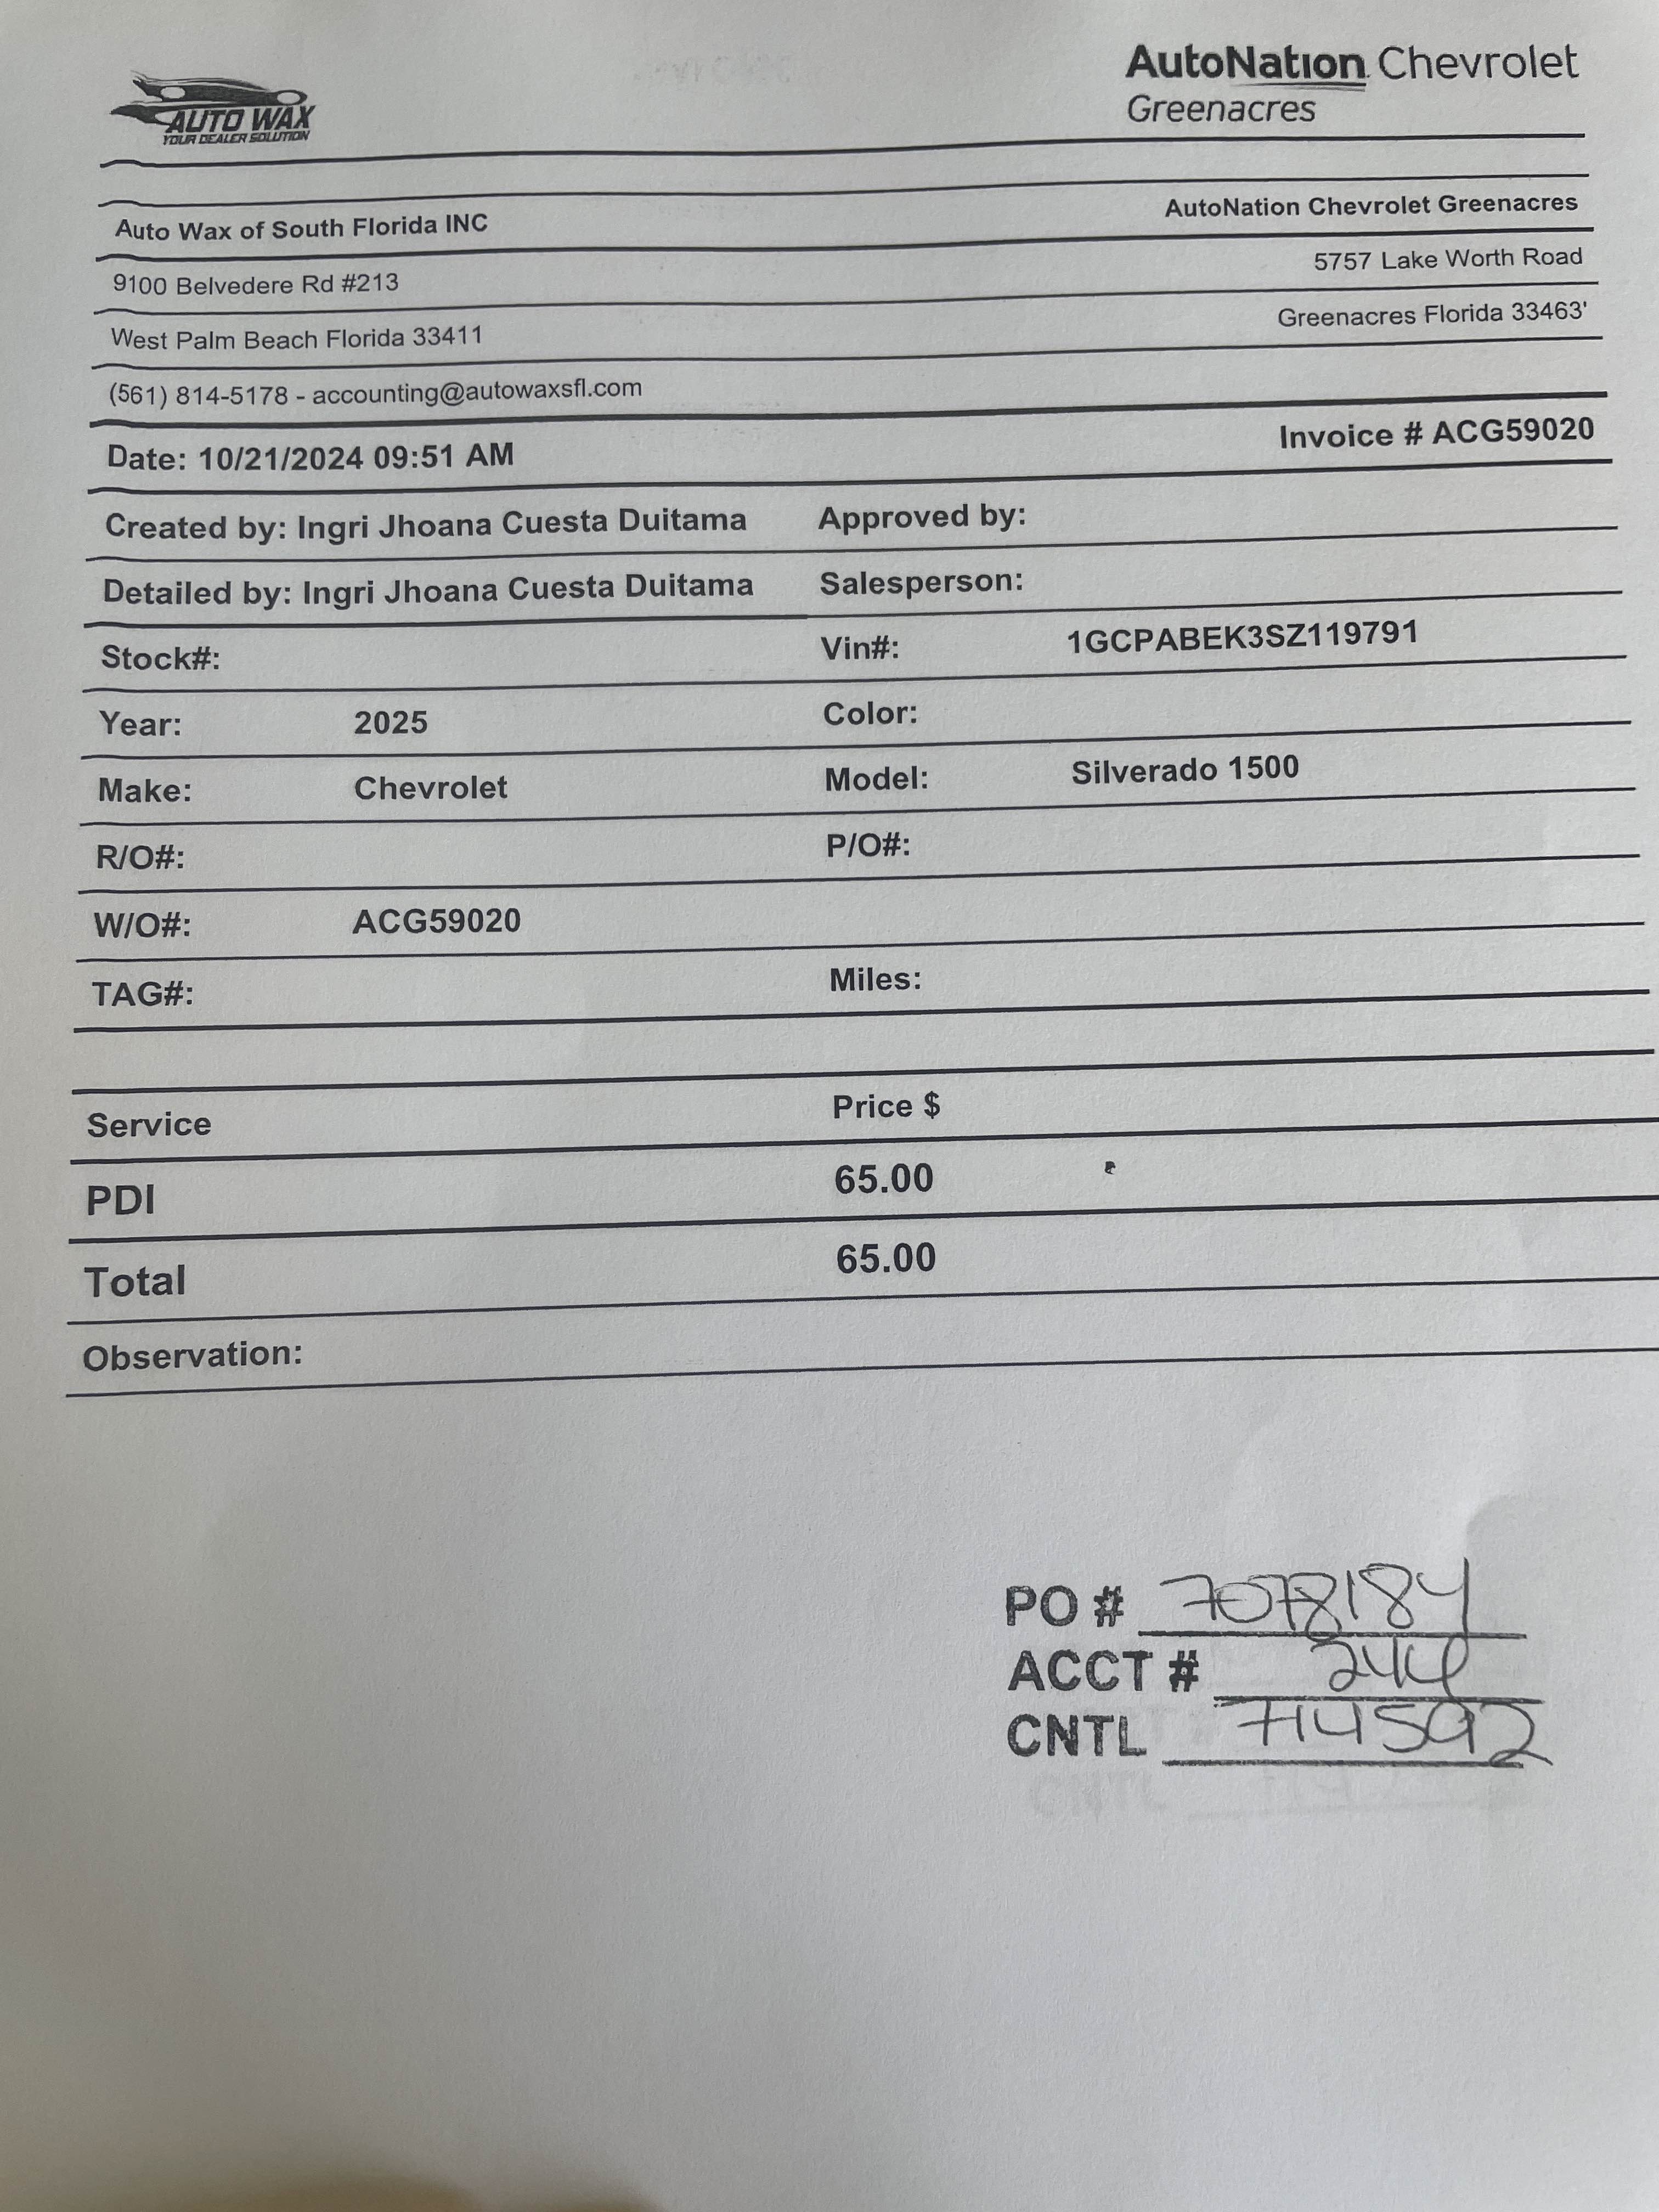 AUTO WAX
YOUR DEALER SOLUTION
AutoNation Chevrolet
Greenacres
Auto Wax of South Florida INC
AutoNation Chevrolet Greenacres
9100 Belvedere Rd #213
5757 Lake Worth Road
West Palm Beach Florida 33411
Greenacres Florida 33463'
(561) 814-5178 - accounting@autowaxsfl.com
Date: 10/21/2024 09:51 AM Invoice # ACG59020
Created by: Ingri Jhoana Cuesta Duitama Approved by:
Detailed by: Ingri Jhoana Cuesta Duitama Salesperson:
Stock#: Vin#: 1GCPABEK3SZ119791
Year: 2025 Color:
Make: Chevrolet Model: Silverado 1500
R/O#: P/O#:
W/O#: ACG59020
TAG#: Miles:
Service Price $
PDI 65.00
Total 65.00
Observation:
PO # 7078184
ACCT # 244
CNTL 714592